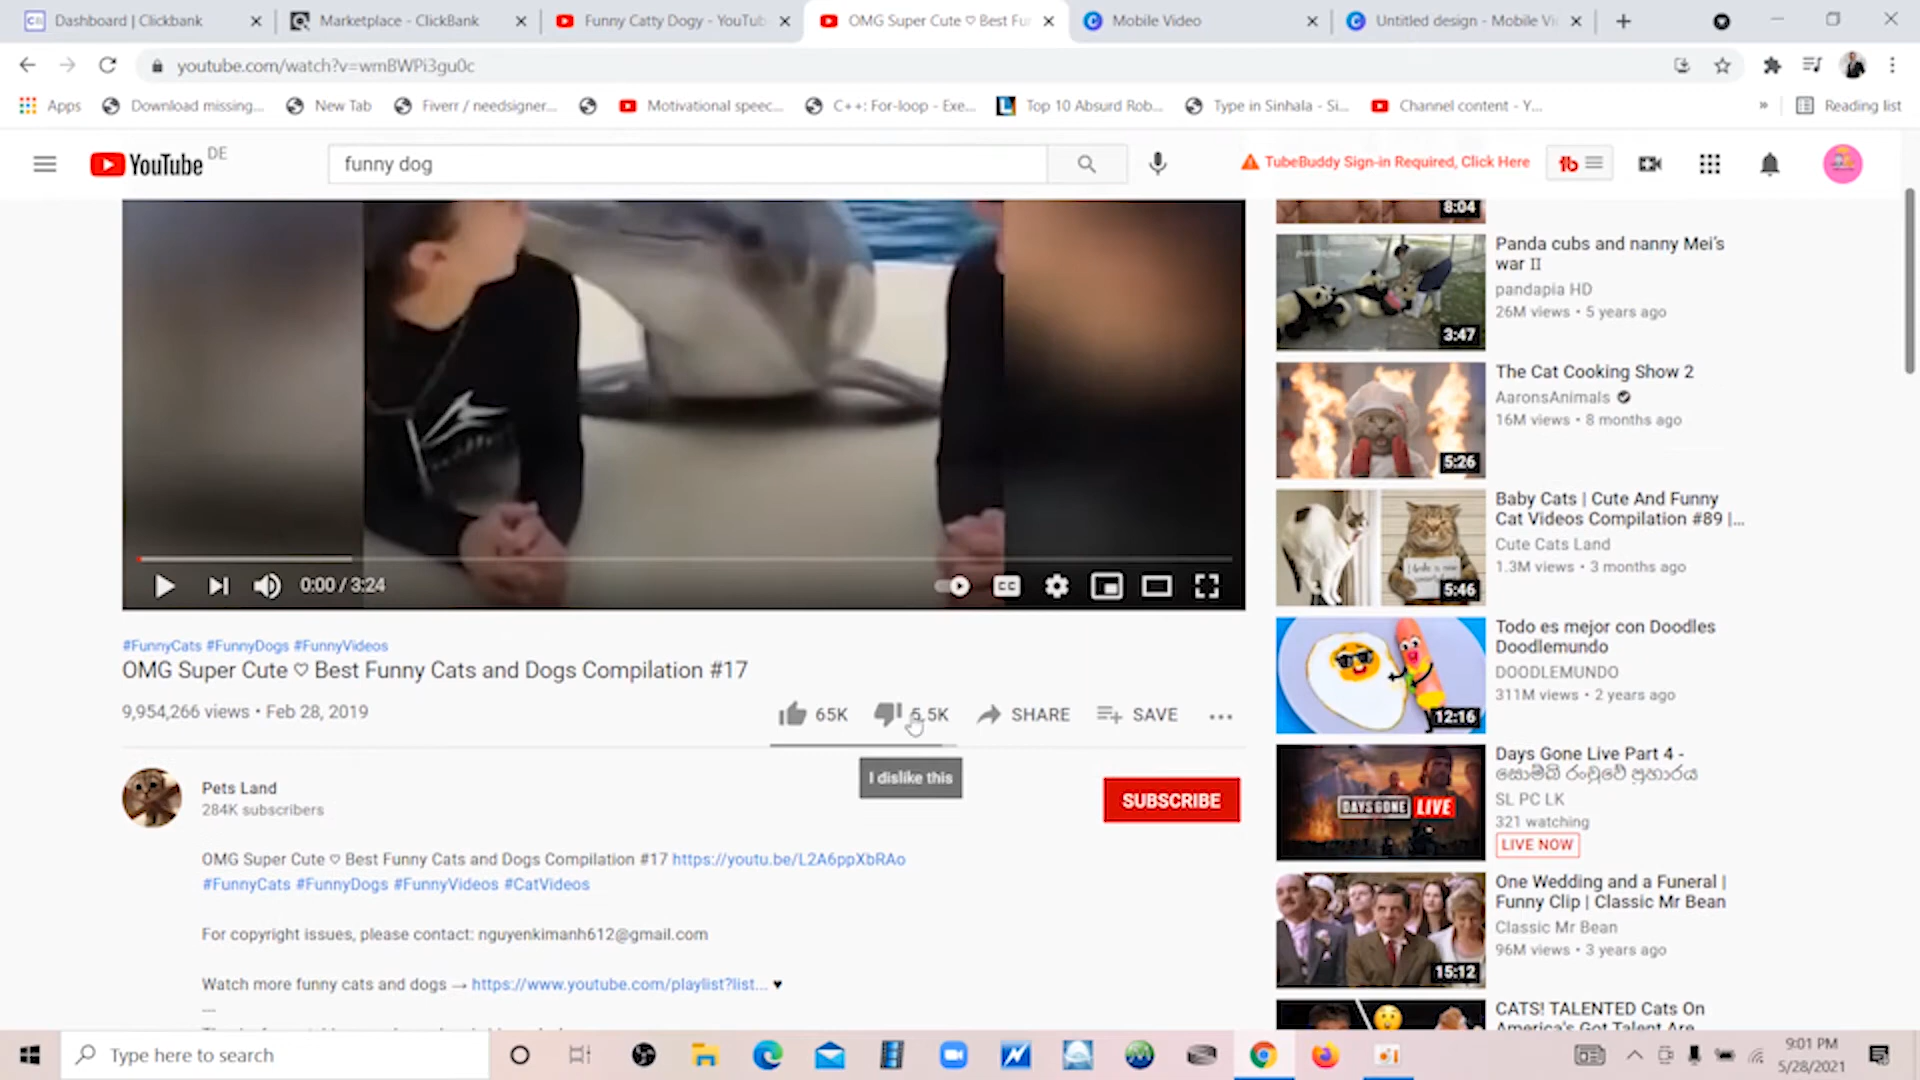 Dashboard | Clickbank
Marketplace - ClickBank
Funny Catty Dogy - YouTub
OMG Super Cute ♡ Best Fu
Mobile Video
Untitled design - Mobile Vi
youtube.com/watch?v=wmBWPi3gu0c
Apps
Download missing...
New Tab
Fiverr / needsigner...
Motivational speec...
C++: For-loop - Exe...
Top 10 Absurd Rob...
Type in Sinhala - Si...
Channel content - Y...
»
Reading list
YouTube DE
funny dog
TubeBuddy Sign-in Required, Click Here
tb
8:04
Panda cubs and nanny Mei's
war II
pandapia HD
26M views • 5 years ago
3:47
The Cat Cooking Show 2
AaronsAnimals
16M views • 8 months ago
5:26
Baby Cats | Cute And Funny
Cat Videos Compilation #89 |...
Cute Cats Land
1.3M views • 3 months ago
5:46
0:00 / 3:24
CC
Todo es mejor con Doodles
Doodlemundo
DOODLEMUNDO
311M views • 2 years ago
12:16
#FunnyCats #FunnyDogs #FunnyVideos
OMG Super Cute ♡ Best Funny Cats and Dogs Compilation #17
9,954,266 views • Feb 28, 2019
65K
5.5K
SHARE
SAVE
I dislike this
Days Gone Live Part 4 -
සොම්බි රංචුවේ ප්‍රහාරය
SL PC LK
321 watching
LIVE NOW
DAYS GONE LIVE
Pets Land
284K subscribers
SUBSCRIBE
OMG Super Cute ♡ Best Funny Cats and Dogs Compilation #17 https://youtu.be/L2A6ppXbRAo
#FunnyCats #FunnyDogs #FunnyVideos #CatVideos
For copyright issues, please contact: nguyenkimanh612@gmail.com
Watch more funny cats and dogs → https://www.youtube.com/playlist?list... ♥
---
One Wedding and a Funeral |
Funny Clip | Classic Mr Bean
Classic Mr Bean
96M views • 3 years ago
15:12
CATS! TALENTED Cats On
America's Got Talent Are
Type here to search
9:01 PM
5/28/2021